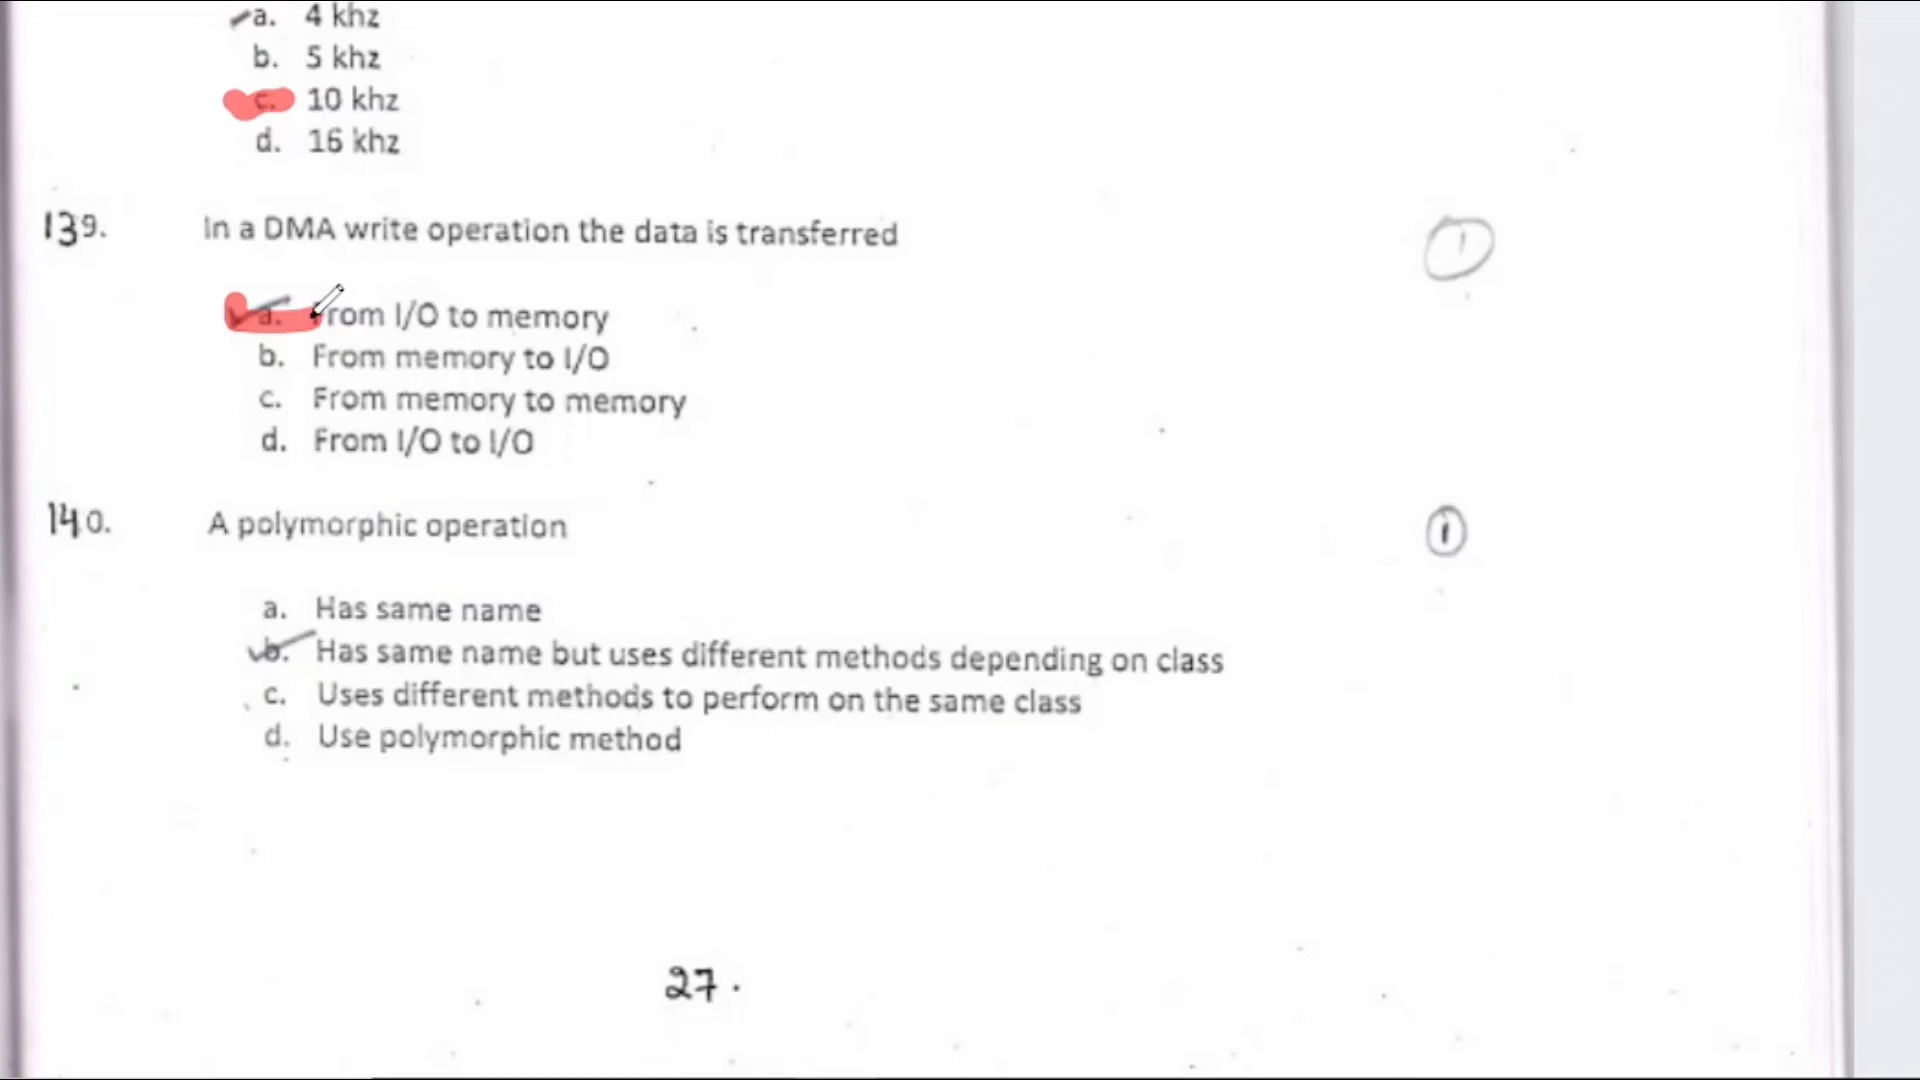 a. 4 khz
b. 5 khz
c. 10 khz
d. 16 khz
139. In a DMA write operation the data is transferred
1
a. From I/O to memory
b. From memory to I/O
c. From memory to memory
d. From I/O to I/O
140. A polymorphic operation
1
a. Has same name
b. Has same name but uses different methods depending on class
c. Uses different methods to perform on the same class
d. Use polymorphic method
27.